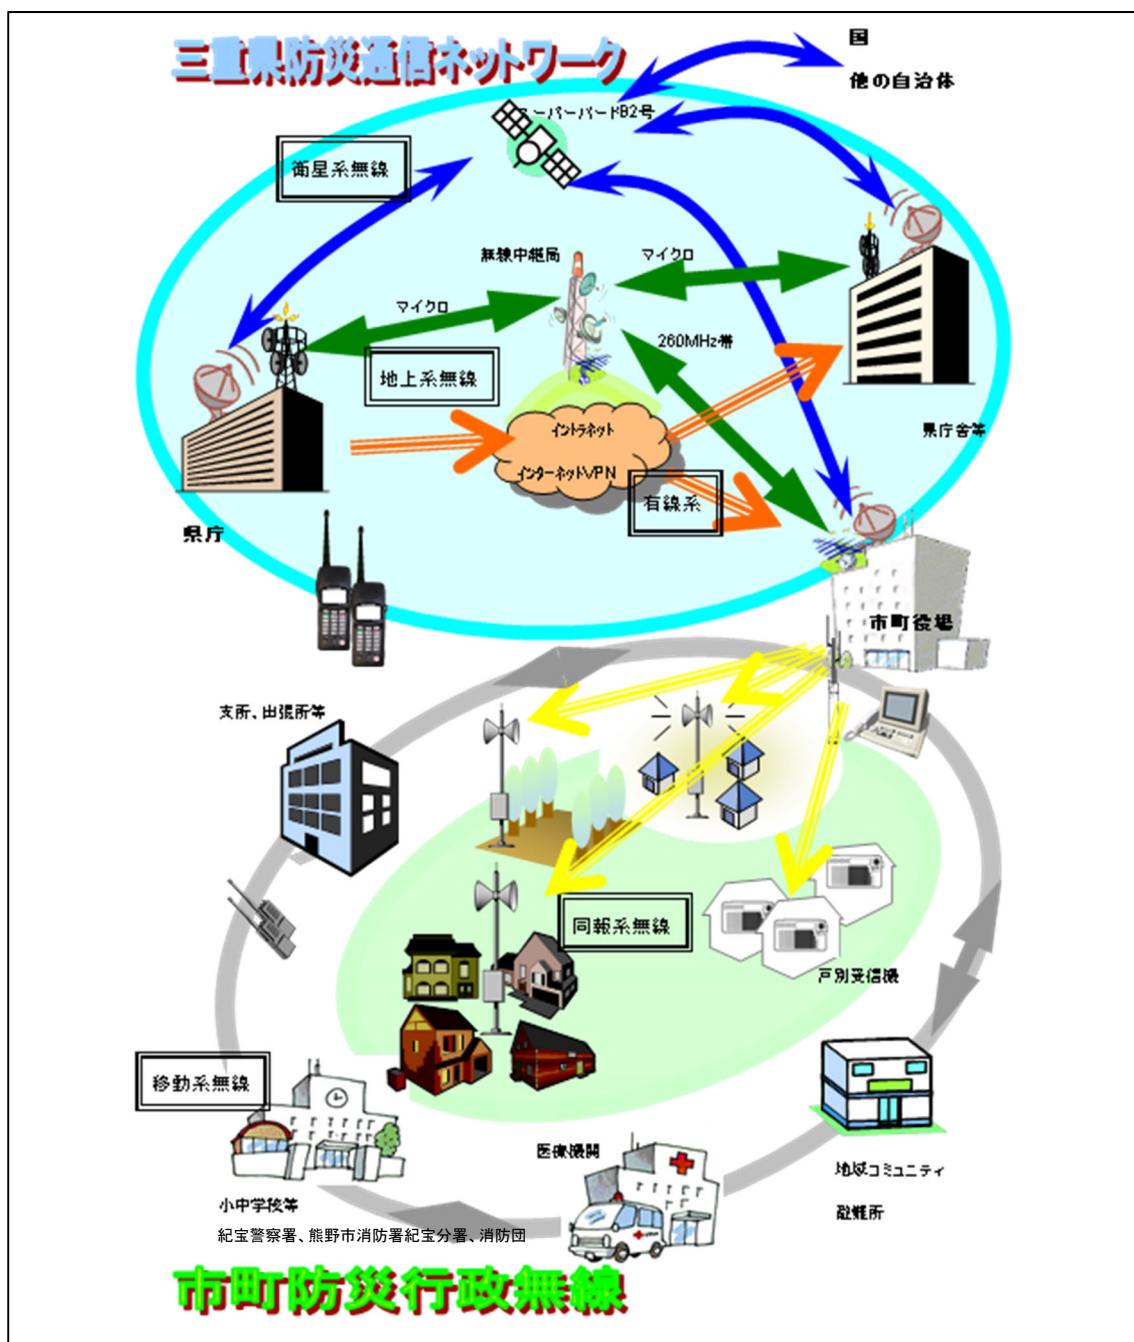 三重県防災通信ネットワーク
国
他の自治体
スーパーバードB2号
衛星系無線
無線中継局
マイクロ
マイクロ
260MHz帯
地上系無線
イントラネット
インターネットVPN
有線系
県庁舎等
県庁
市町役場
支所、出張所等
同報系無線
戸別受信機
移動系無線
医療機関
地域コミュニティ
避難所
小中学校等
紀宝警察署、熊野市消防署紀宝分署、消防団
市町防災行政無線